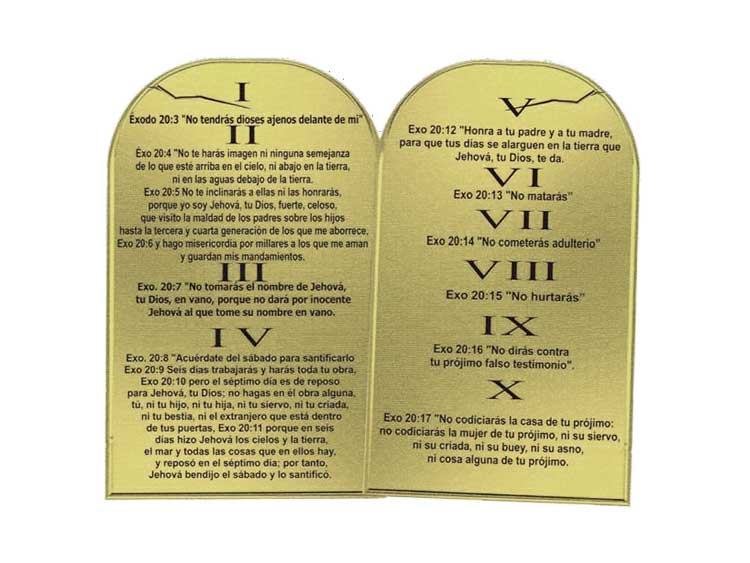 I
Éxodo 20:3 "No tendrás dioses ajenos delante de mí"
II
Éxo 20:4 "No te harás imagen ni ninguna semejanza
de lo que esté arriba en el cielo, ni abajo en la tierra,
ni en las aguas debajo de la tierra.
Exo 20:5 No te inclinarás a ellas ni las honrarás,
porque yo soy Jehová, tu Dios, fuerte, celoso,
que visito la maldad de los padres sobre los hijos
hasta la tercera y cuarta generación de los que me aborrece,
Exo 20:6 y hago misericordia por millares a los que me aman
y guardan mis mandamientos.
III
Exo. 20:7 "No tomarás el nombre de Jehová,
tu Dios, en vano, porque no dará por inocente
Jehová al que tome su nombre en vano.
IV
Exo. 20:8 "Acuérdate del sábado para santificarlo
Exo 20:9 Seis días trabajarás y harás toda tu obra,
Exo 20:10 pero el séptimo día es de reposo
para Jehová, tu Dios; no hagas en él obra alguna,
tú, ni tu hijo, ni tu hija, ni tu siervo, ni tu criada,
ni tu bestia, ni el extranjero que está dentro
de tus puertas, Exo 20:11 porque en seis
días hizo Jehová los cielos y la tierra,
el mar y todas las cosas que en ellos hay,
y reposó en el séptimo día; por tanto,
Jehová bendijo el sábado y lo santificó.
V
Exo 20:12 "Honra a tu padre y a tu madre,
para que tus días se alarguen en la tierra que
Jehová, tu Dios, te da.
VI
Exo 20:13 "No matarás"
VII
Exo 20:14 "No cometerás adulterio"
VIII
Exo 20:15 "No hurtarás"
IX
Exo 20:16 "No dirás contra
tu prójimo falso testimonio".
X
Exo 20:17 "No codiciarás la casa de tu prójimo:
no codiciarás la mujer de tu prójimo, ni su siervo,
ni su criada, ni su buey, ni su asno,
ni cosa alguna de tu prójimo.